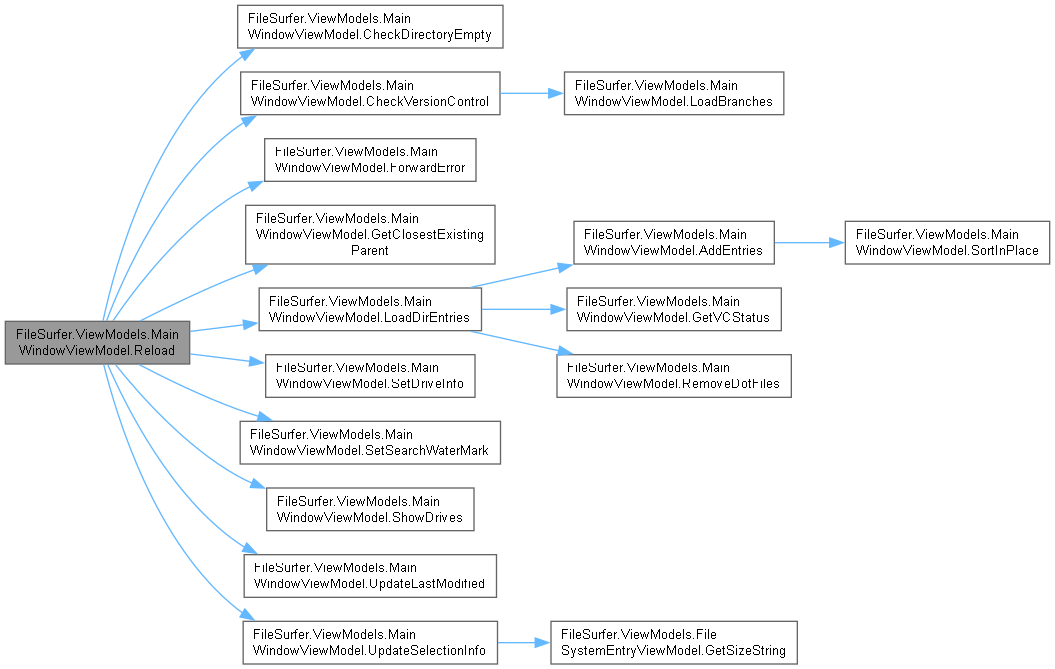 FileSurfer.ViewModels.Main
WindowViewModel.CheckDirectoryEmpty
FileSurfer.ViewModels.Main
WindowViewModel.CheckVersionControl
FileSurfer.ViewModels.Main
WindowViewModel.LoadBranches
FileSurfer.ViewModels.Main
WindowViewModel.ForwardError
FileSurfer.ViewModels.Main
WindowViewModel.GetClosestExisting
Parent
FileSurfer.ViewModels.Main
WindowViewModel.AddEntries
FileSurfer.ViewModels.Main
WindowViewModel.SortInPlace
FileSurfer.ViewModels.Main
WindowViewModel.LoadDirEntries
FileSurfer.ViewModels.Main
WindowViewModel.GetVCStatus
FileSurfer.ViewModels.Main
WindowViewModel.Reload
FileSurfer.ViewModels.Main
WindowViewModel.SetDriveInfo
FileSurfer.ViewModels.Main
WindowViewModel.RemoveDotFiles
FileSurfer.ViewModels.Main
WindowViewModel.SetSearchWaterMark
FileSurfer.ViewModels.Main
WindowViewModel.ShowDrives
FileSurfer.ViewModels.Main
WindowViewModel.UpdateLastModified
FileSurfer.ViewModels.Main
WindowViewModel.UpdateSelectionInfo
FileSurfer.ViewModels.File
SystemEntryViewModel.GetSizeString